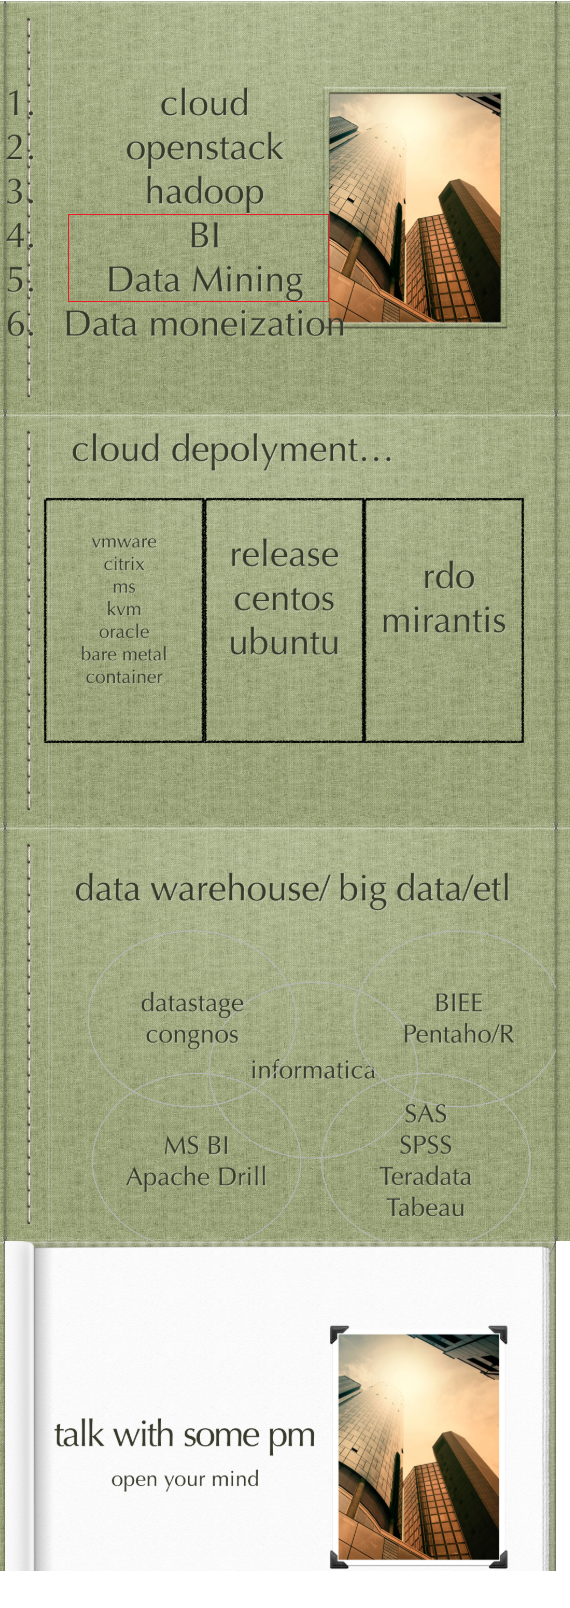 1. cloud
2. openstack
3. hadoop
4. BI
5. Data Mining
6. Data moneization
cloud depolyment...
vmware
citrix
ms
kvm
oracle
bare metal
container
release
centos
ubuntu
rdo
mirantis
data warehouse/ big data/etl
datastage
congnos
BIEE
Pentaho/R
informatica
MS BI
Apache Drill
SAS
SPSS
Teradata
Tabeau
talk with some pm
open your mind